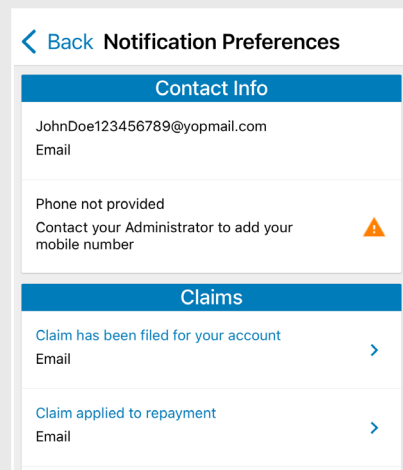 Back Notification Preferences
Contact Info
JohnDoe123456789@yopmail.com
Email
Phone not provided
Contact your Administrator to add your
mobile number
Claims
Claim has been filed for your account
Email
Claim applied to repayment
Email